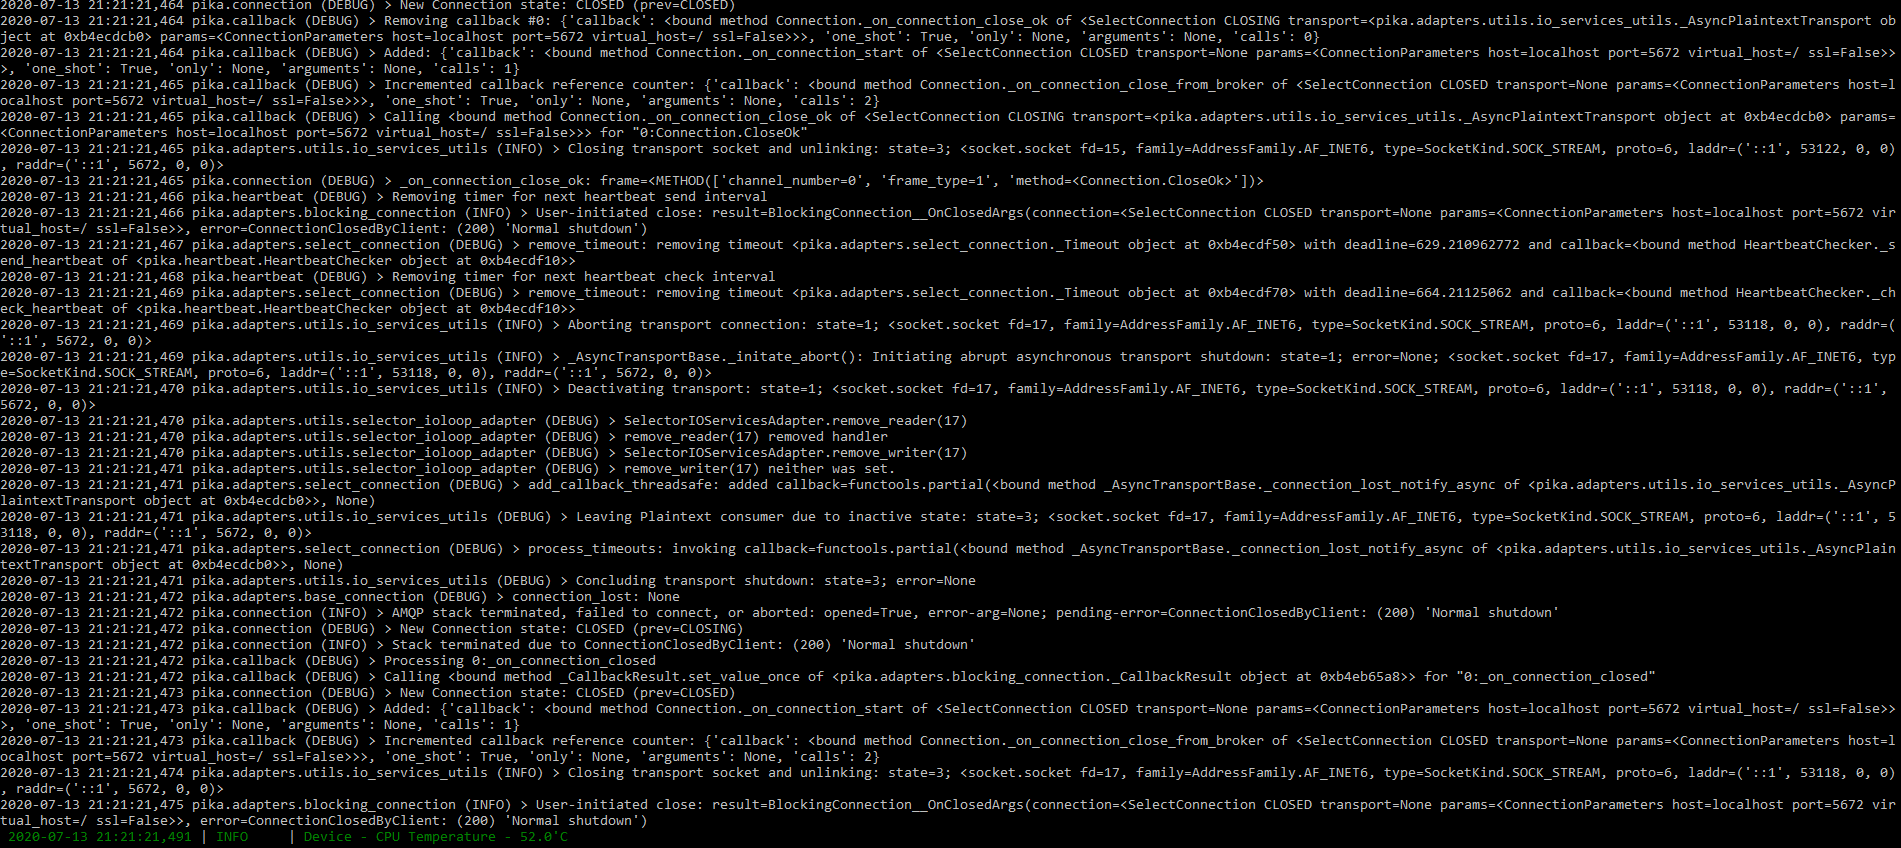 2020-07-13 21:21:21,464 pika.connection (DEBUG) > New Connection state: CLOSED (prev=CLOSED)
2020-07-13 21:21:21,464 pika.callback (DEBUG) > Removing callback #0: {'callback': <bound method Connection._on_connection_close_ok of <SelectConnection CLOSING transport=<pika.adapters.utils.io_services_utils._AsyncPlaintextTransport ob
ject at 0xb4ecdcb0> params=<ConnectionParameters host=localhost port=5672 virtual_host=/ ssl=False>>>, 'one_shot': True, 'only': None, 'arguments': None, 'calls': 0}
2020-07-13 21:21:21,464 pika.callback (DEBUG) > Added: {'callback': <bound method Connection._on_connection_start of <SelectConnection CLOSED transport=None params=<ConnectionParameters host=localhost port=5672 virtual_host=/ ssl=False>>
>, 'one_shot': True, 'only': None, 'arguments': None, 'calls': 1}
2020-07-13 21:21:21,465 pika.callback (DEBUG) > Incremented callback reference counter: {'callback': <bound method Connection._on_connection_close_from_broker of <SelectConnection CLOSED transport=None params=<ConnectionParameters host=l
ocalhost port=5672 virtual_host=/ ssl=False>>>, 'one_shot': True, 'only': None, 'arguments': None, 'calls': 2}
2020-07-13 21:21:21,465 pika.callback (DEBUG) > Calling <bound method Connection._on_connection_close_ok of <SelectConnection CLOSING transport=<pika.adapters.utils.io_services_utils._AsyncPlaintextTransport object at 0xb4ecdcb0> params=
<ConnectionParameters host=localhost port=5672 virtual_host=/ ssl=False>>> for "0:Connection.CloseOk"
2020-07-13 21:21:21,465 pika.adapters.utils.io_services_utils (INFO) > Closing transport socket and unlinking: state=3; <socket.socket fd=15, family=AddressFamily.AF_INET6, type=SocketKind.SOCK_STREAM, proto=6, laddr=('::1', 53122, 0, 0)
, raddr=('::1', 5672, 0, 0)>
2020-07-13 21:21:21,465 pika.connection (DEBUG) > _on_connection_close_ok: frame=<METHOD(['channel_number=0', 'frame_type=1', 'method=<Connection.CloseOk>'])>
2020-07-13 21:21:21,466 pika.heartbeat (DEBUG) > Removing timer for next heartbeat send interval
2020-07-13 21:21:21,466 pika.adapters.blocking_connection (INFO) > User-initiated close: result=BlockingConnection__OnClosedArgs(connection=<SelectConnection CLOSED transport=None params=<ConnectionParameters host=localhost port=5672 vir
tual_host=/ ssl=False>>, error=ConnectionClosedByClient: (200) 'Normal shutdown')
2020-07-13 21:21:21,467 pika.adapters.select_connection (DEBUG) > remove_timeout: removing timeout <pika.adapters.select_connection._Timeout object at 0xb4ecdf50> with deadline=629.210962772 and callback=<bound method HeartbeatChecker._s
end_heartbeat of <pika.heartbeat.HeartbeatChecker object at 0xb4ecdf10>>
2020-07-13 21:21:21,468 pika.heartbeat (DEBUG) > Removing timer for next heartbeat check interval
2020-07-13 21:21:21,469 pika.adapters.select_connection (DEBUG) > remove_timeout: removing timeout <pika.adapters.select_connection._Timeout object at 0xb4ecdf70> with deadline=664.21125062 and callback=<bound method HeartbeatChecker._ch
eck_heartbeat of <pika.heartbeat.HeartbeatChecker object at 0xb4ecdf10>>
2020-07-13 21:21:21,469 pika.adapters.utils.io_services_utils (INFO) > Aborting transport connection: state=1; <socket.socket fd=17, family=AddressFamily.AF_INET6, type=SocketKind.SOCK_STREAM, proto=6, laddr=('::1', 53118, 0, 0), raddr=(
'::1', 5672, 0, 0)>
2020-07-13 21:21:21,469 pika.adapters.utils.io_services_utils (INFO) > _AsyncTransportBase._initate_abort(): Initiating abrupt asynchronous transport shutdown: state=1; error=None; <socket.socket fd=17, family=AddressFamily.AF_INET6, typ
e=SocketKind.SOCK_STREAM, proto=6, laddr=('::1', 53118, 0, 0), raddr=('::1', 5672, 0, 0)>
2020-07-13 21:21:21,470 pika.adapters.utils.io_services_utils (INFO) > Deactivating transport: state=1; <socket.socket fd=17, family=AddressFamily.AF_INET6, type=SocketKind.SOCK_STREAM, proto=6, laddr=('::1', 53118, 0, 0), raddr=('::1',
5672, 0, 0)>
2020-07-13 21:21:21,470 pika.adapters.utils.selector_ioloop_adapter (DEBUG) > SelectorIOServicesAdapter.remove_reader(17)
2020-07-13 21:21:21,470 pika.adapters.utils.selector_ioloop_adapter (DEBUG) > remove_reader(17) removed handler
2020-07-13 21:21:21,470 pika.adapters.utils.selector_ioloop_adapter (DEBUG) > SelectorIOServicesAdapter.remove_writer(17)
2020-07-13 21:21:21,471 pika.adapters.utils.selector_ioloop_adapter (DEBUG) > remove_writer(17) neither was set.
2020-07-13 21:21:21,471 pika.adapters.select_connection (DEBUG) > add_callback_threadsafe: added callback=functools.partial(<bound method _AsyncTransportBase._connection_lost_notify_async of <pika.adapters.utils.io_services_utils._AsyncP
laintextTransport object at 0xb4ecdcb0>>, None)
2020-07-13 21:21:21,471 pika.adapters.utils.io_services_utils (DEBUG) > Leaving Plaintext consumer due to inactive state: state=3; <socket.socket fd=17, family=AddressFamily.AF_INET6, type=SocketKind.SOCK_STREAM, proto=6, laddr=('::1', 5
3118, 0, 0), raddr=('::1', 5672, 0, 0)>
2020-07-13 21:21:21,471 pika.adapters.select_connection (DEBUG) > process_timeouts: invoking callback=functools.partial(<bound method _AsyncTransportBase._connection_lost_notify_async of <pika.adapters.utils.io_services_utils._AsyncPlain
textTransport object at 0xb4ecdcb0>>, None)
2020-07-13 21:21:21,471 pika.adapters.utils.io_services_utils (DEBUG) > Concluding transport shutdown: state=3; error=None
2020-07-13 21:21:21,472 pika.adapters.base_connection (DEBUG) > connection_lost: None
2020-07-13 21:21:21,472 pika.connection (INFO) > AMQP stack terminated, failed to connect, or aborted: opened=True, error-arg=None; pending-error=ConnectionClosedByClient: (200) 'Normal shutdown'
2020-07-13 21:21:21,472 pika.connection (DEBUG) > New Connection state: CLOSED (prev=CLOSING)
2020-07-13 21:21:21,472 pika.connection (INFO) > Stack terminated due to ConnectionClosedByClient: (200) 'Normal shutdown'
2020-07-13 21:21:21,472 pika.callback (DEBUG) > Processing 0:_on_connection_closed
2020-07-13 21:21:21,472 pika.callback (DEBUG) > Calling <bound method _CallbackResult.set_value_once of <pika.adapters.blocking_connection._CallbackResult object at 0xb4eb65a8>> for "0:_on_connection_closed"
2020-07-13 21:21:21,473 pika.connection (DEBUG) > New Connection state: CLOSED (prev=CLOSED)
2020-07-13 21:21:21,473 pika.callback (DEBUG) > Added: {'callback': <bound method Connection._on_connection_start of <SelectConnection CLOSED transport=None params=<ConnectionParameters host=localhost port=5672 virtual_host=/ ssl=False>>
>, 'one_shot': True, 'only': None, 'arguments': None, 'calls': 1}
2020-07-13 21:21:21,473 pika.callback (DEBUG) > Incremented callback reference counter: {'callback': <bound method Connection._on_connection_close_from_broker of <SelectConnection CLOSED transport=None params=<ConnectionParameters host=l
ocalhost port=5672 virtual_host=/ ssl=False>>>, 'one_shot': True, 'only': None, 'arguments': None, 'calls': 2}
2020-07-13 21:21:21,474 pika.adapters.utils.io_services_utils (INFO) > Closing transport socket and unlinking: state=3; <socket.socket fd=17, family=AddressFamily.AF_INET6, type=SocketKind.SOCK_STREAM, proto=6, laddr=('::1', 53118, 0, 0)
, raddr=('::1', 5672, 0, 0)>
2020-07-13 21:21:21,475 pika.adapters.blocking_connection (INFO) > User-initiated close: result=BlockingConnection__OnClosedArgs(connection=<SelectConnection CLOSED transport=None params=<ConnectionParameters host=localhost port=5672 vir
tual_host=/ ssl=False>>, error=ConnectionClosedByClient: (200) 'Normal shutdown')
2020-07-13 21:21:21,491 | INFO     | Device - CPU Temperature - 52.0'C